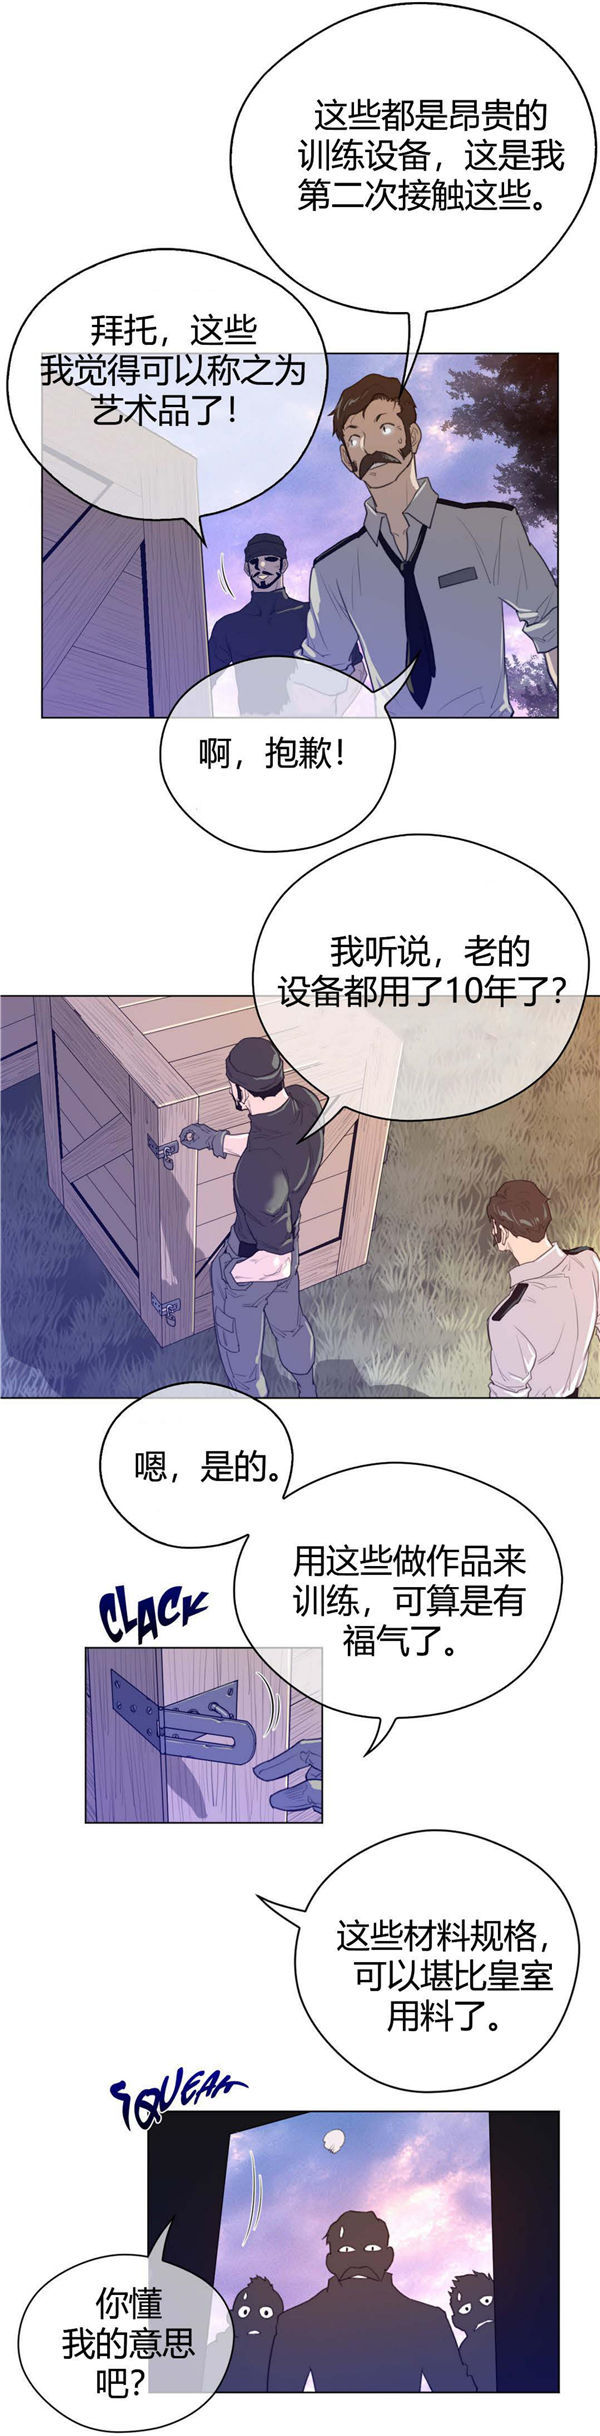 这些都是昂贵的
训练设备，这是我
第二次接触这些。
拜托，这些
我觉得可以称之为
艺术品了！
啊，抱歉！
我听说，老的
设备都用了10年了？
嗯，是的。
用这些做作品来
训练，可算是有
福气了。
CLACK
这些材料规格，
可以堪比皇室
用料了。
SQUEAK
你懂
我的意思
吧？